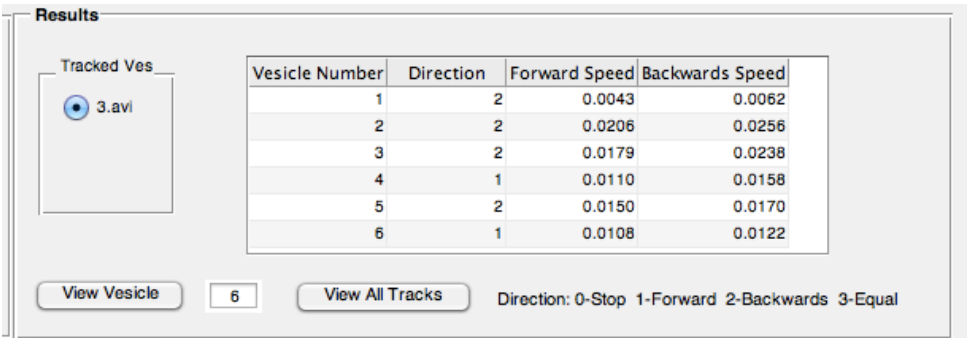 Results
Tracked Ves
3.avi
Vesicle Number Direction Forward Speed Backwards Speed
1 2 0.0043 0.0062
2 2 0.0206 0.0256
3 2 0.0179 0.0238
4 1 0.0110 0.0158
5 2 0.0150 0.0170
6 1 0.0108 0.0122
View Vesicle 6 View All Tracks Direction: 0-Stop 1-Forward 2-Backwards 3-Equal